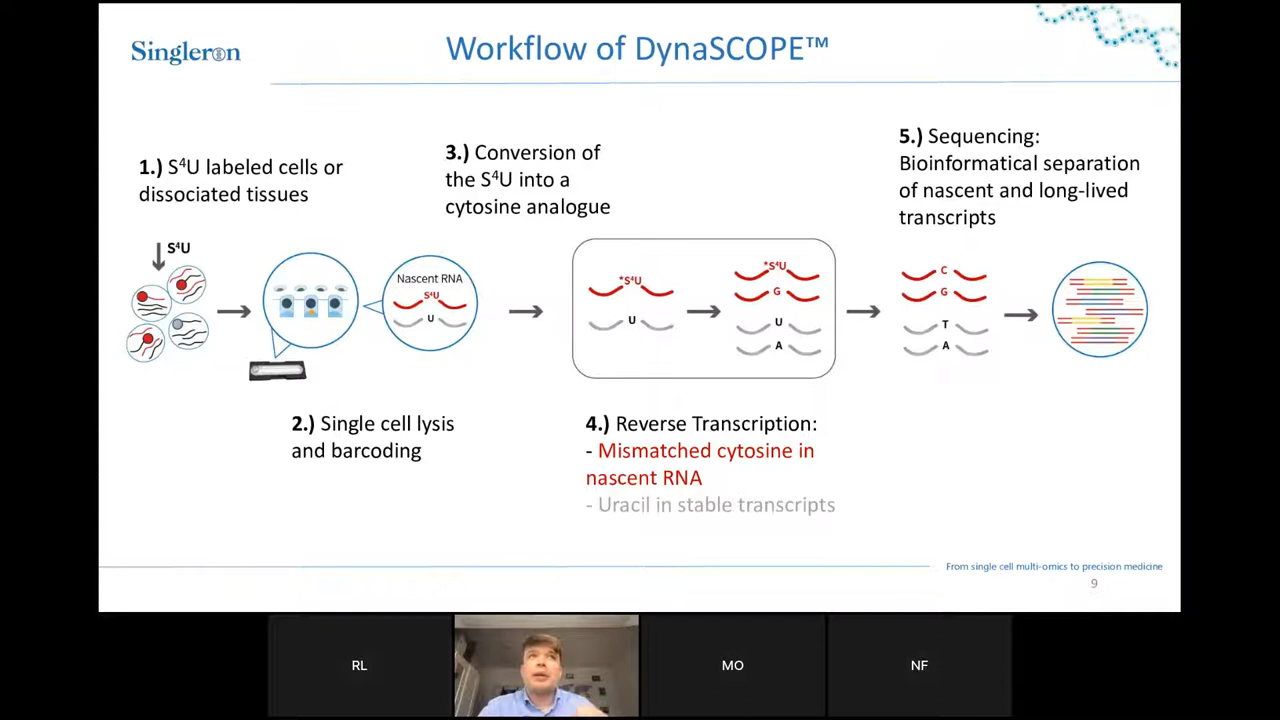 Singleron
Workflow of DynaSCOPE™
1.) S⁴U labeled cells or
dissociated tissues
3.) Conversion of
the S⁴U into a
cytosine analogue
5.) Sequencing:
Bioinformatical separation
of nascent and long-lived
transcripts
S⁴U
Nascent RNA
S⁴U
U
*S⁴U
U
*S⁴U
G
U
A
C
G
T
A
2.) Single cell lysis
and barcoding
4.) Reverse Transcription:
- Mismatched cytosine in
nascent RNA
- Uracil in stable transcripts
From single cell multi-omics to precision medicine
9
RL
MO
NF